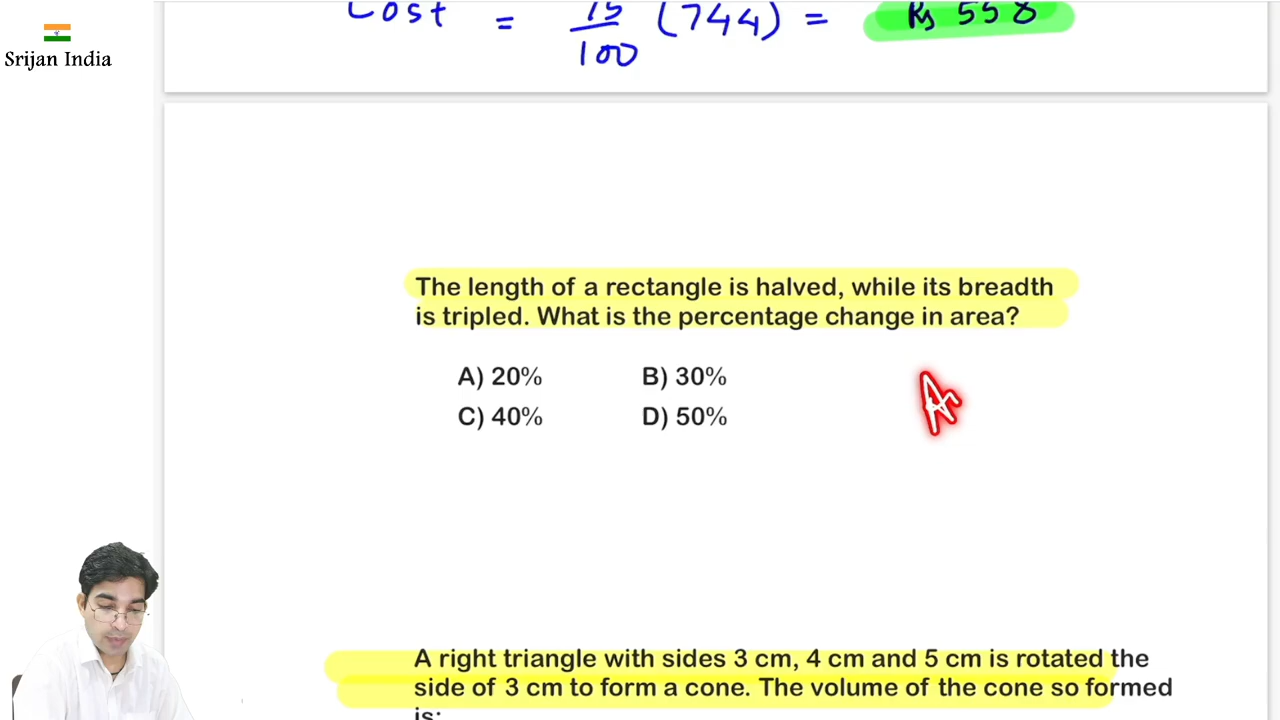 Cost = 75/100 (744) = Rs 558
Srijan India
The length of a rectangle is halved, while its breadth
is tripled. What is the percentage change in area?
A) 20% B) 30%
C) 40% D) 50%
A right triangle with sides 3 cm, 4 cm and 5 cm is rotated the
side of 3 cm to form a cone. The volume of the cone so formed
is: